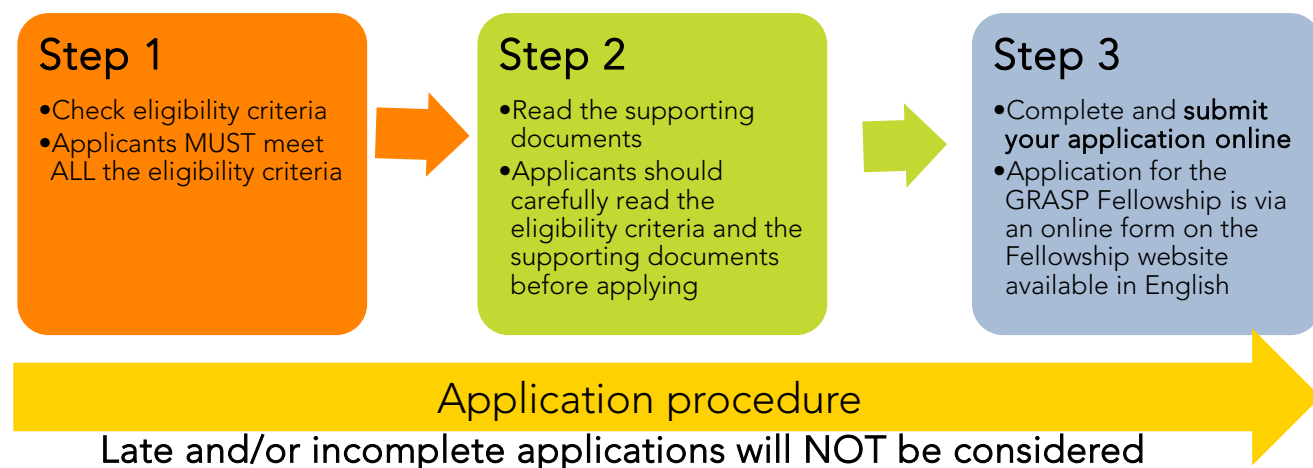 Step 1
•Check eligibility criteria
•Applicants MUST meet
ALL the eligibility criteria
Step 2
•Read the supporting
documents
•Applicants should
carefully read the
eligibility criteria and the
supporting documents
before applying
Step 3
•Complete and submit
your application online
•Application for the
GRASP Fellowship is via
an online form on the
Fellowship website
available in English
Application procedure
Late and/or incomplete applications will NOT be considered